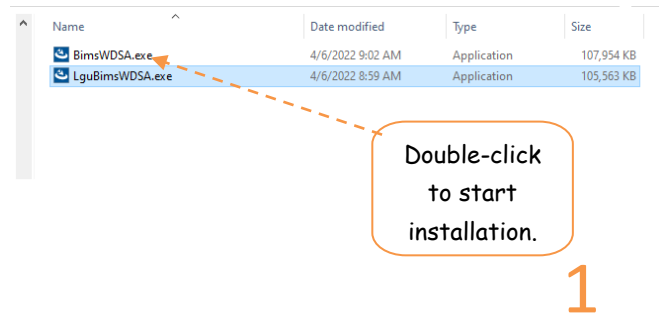 Name Date modified Type Size
BimsWDSA.exe 4/6/2022 9:02 AM Application 107,954 KB
LguBimsWDSA.exe 4/6/2022 8:59 AM Application 105,563 KB
Double-click
to start
installation.
1